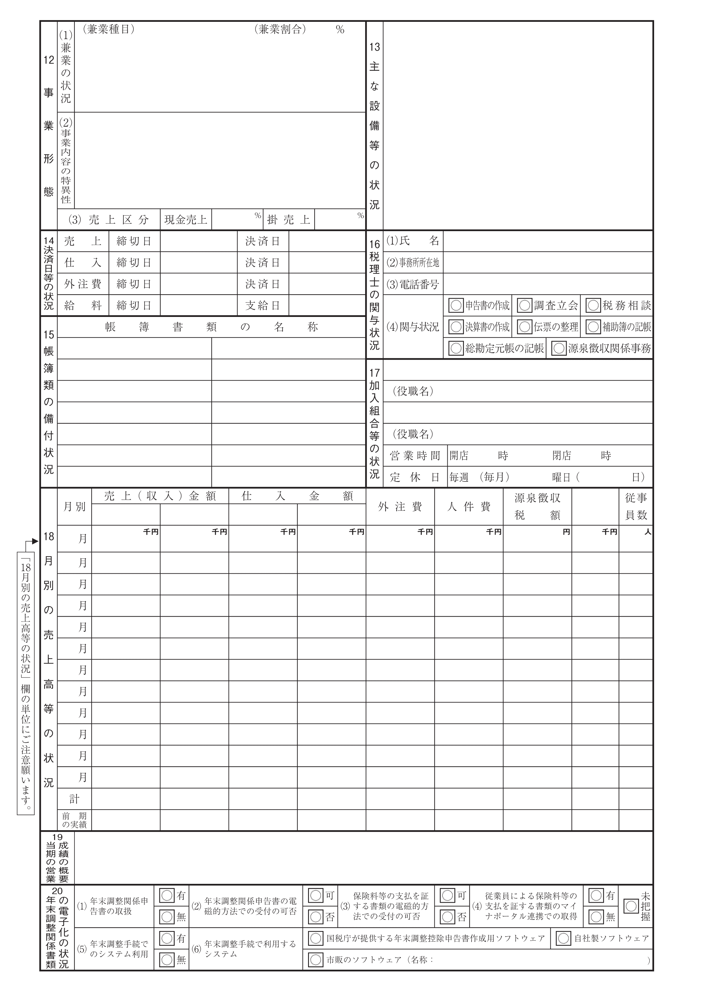 12 事業形態
(1)兼業の状況
（兼業種目）　（兼業割合）　%
(2)事業内容の特異性
(3) 売上区分　現金売上　%　掛売上　%
13 主な設備等の状況
14 決済日等の状況
売上　締切日　決済日
仕入　締切日　決済日
外注費　締切日　決済日
給料　締切日　支給日
15 帳簿類の備付状況
帳簿書類の名称
16 税理士の関与状況
(1)氏名
(2)事務所所在地
(3)電話番号
(4)関与状況
申告書の作成　調査立会　税務相談
決算書の作成　伝票の整理　補助簿の記帳
総勘定元帳の記帳　源泉徴収関係事務
17 加入組合等の状況
（役職名）
（役職名）
営業時間　開店　時　閉店　時
定休日　毎週（毎月）　曜日（　日）
「18月別の売上高等の状況」欄の単位にご注意願います。
18 月別の売上高等の状況
月別　売上（収入）金額　仕入金額　外注費　人件費　源泉徴収税額　従事員数
月　千円　千円　千円　千円　千円　千円　円　千円　人
月
月
月
月
月
月
月
月
月
月
月
計
前期の実績
19 当期の営業成績の概要
20 年末調整関係書類の電子化の状況
(1) 年末調整関係申告書の取扱
有
無
(2) 年末調整関係申告書の電磁的方法での受付の可否
可
否
(3) 保険料等の支払を証する書類の電磁的方法での受付の可否
可
否
(4) 従業員による保険料等の支払を証する書類のマイナポータル連携での取得
有
無
未把握
(5) 年末調整手続でのシステム利用
有
無
(6) 年末調整手続で利用するシステム
国税庁が提供する年末調整控除申告書作成用ソフトウェア　自社製ソフトウェア
市販のソフトウェア（名称：　）